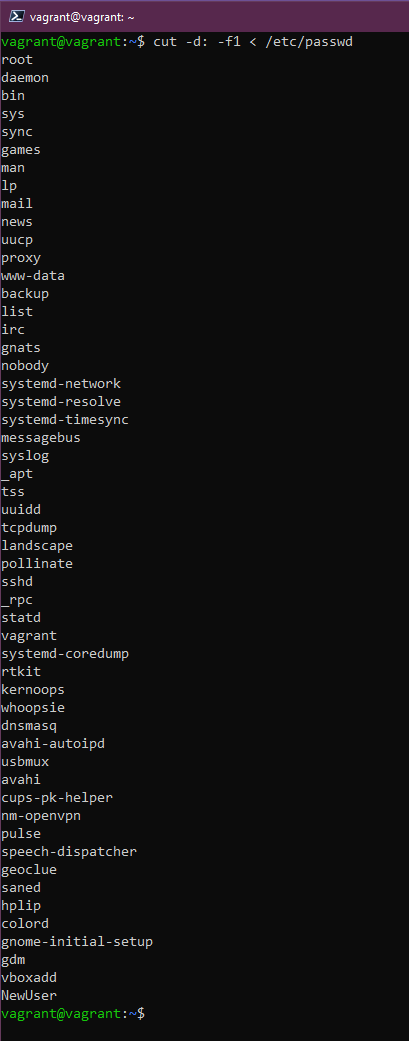 vagrant@vagrant: ~
vagrant@vagrant:~$ cut -d: -f1 < /etc/passwd
root
daemon
bin
sys
sync
games
man
lp
mail
news
uucp
proxy
www-data
backup
list
irc
gnats
nobody
systemd-network
systemd-resolve
systemd-timesync
messagebus
syslog
_apt
tss
uuidd
tcpdump
landscape
pollinate
sshd
_rpc
statd
vagrant
systemd-coredump
rtkit
kernoops
whoopsie
dnsmasq
avahi-autoipd
usbmux
avahi
cups-pk-helper
nm-openvpn
pulse
speech-dispatcher
geoclue
saned
hplip
colord
gnome-initial-setup
gdm
vboxadd
NewUser
vagrant@vagrant:~$